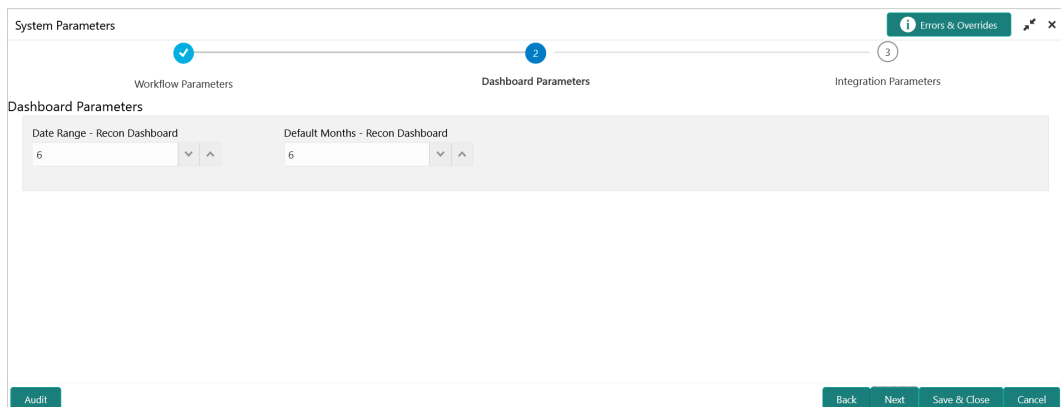 System Parameters
Errors & Overrides
2
3
Workflow Parameters
Dashboard Parameters
Integration Parameters
Dashboard Parameters
Date Range - Recon Dashboard
Default Months - Recon Dashboard
6
6
Audit
Back
Next
Save & Close
Cancel